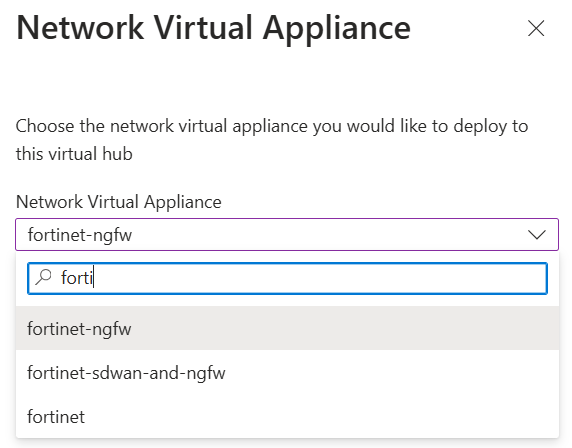 Network Virtual Appliance
Choose the network virtual appliance you would like to deploy to
this virtual hub
Network Virtual Appliance
fortinet-ngfw
forti
fortinet-ngfw
fortinet-sdwan-and-ngfw
fortinet